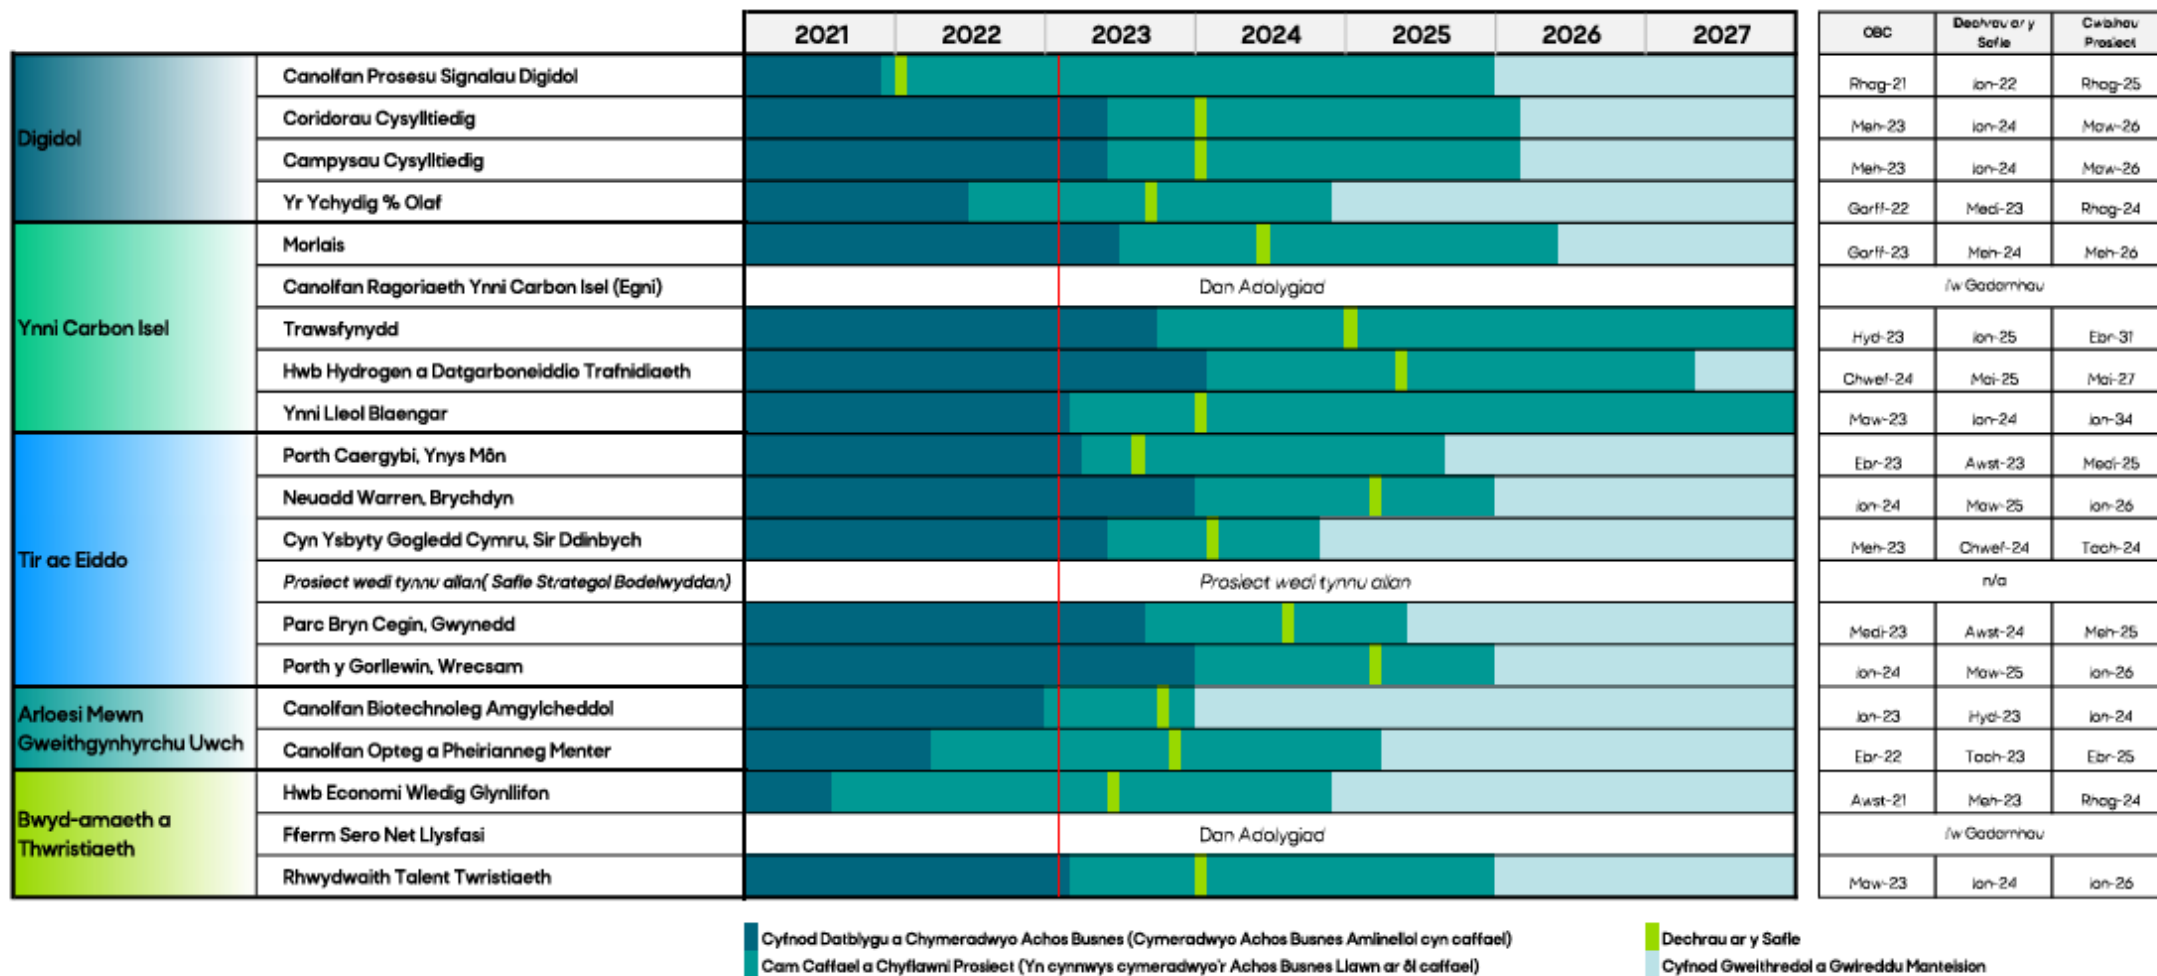 2021 2022 2023 2024 2025 2026 2027 OBC Dechrau ar y Safle Cwblhau Prosiect
Digidol
Canolfan Prosesu Signalau Digidol Rhag-21 Ion-22 Rhag-25
Coridorau Cysylltiedig Meh-23 Ion-24 Maw-26
Campysau Cysylltiedig Meh-23 Ion-24 Maw-26
Yr Ychydig % Olaf Gorff-22 Medi-23 Rhag-24
Ynni Carbon Isel
Morlais Gorff-23 Meh-24 Meh-26
Canolfan Ragoriaeth Ynni Carbon Isel (Egni) Dan Adolygiad i'w Gadarnhau
Trawsfynydd Hyd-23 Ion-25 Ebr-31
Hwb Hydrogen a Datgarboneiddio Trafnidiaeth Chwef-24 Mai-25 Mai-27
Ynni Lleol Blaengar Maw-23 Ion-24 Ion-34
Tir ac Eiddo
Porth Caergybi, Ynys Môn Ebr-23 Awst-23 Medi-25
Neuadd Warren, Brychdyn Ion-24 Maw-25 Ion-26
Cyn Ysbyty Gogledd Cymru, Sir Ddinbych Meh-23 Chwef-24 Tach-24
Prosiect wedi tynnu allan( Safle Strategol Bodelwyddan) Prosiect wedi tynnu allan n/a
Parc Bryn Cegin, Gwynedd Medi-23 Awst-24 Meh-25
Porth y Gorllewin, Wrecsam Ion-24 Maw-25 Ion-26
Arloesi Mewn
Gweithgynhyrchu Uwch
Canolfan Biotechnoleg Amgylcheddol Ion-23 Hyd-23 Ion-24
Canolfan Opteg a Pheirianneg Menter Ebr-22 Tach-23 Ebr-25
Bwyd-amaeth a
Thwristiaeth
Hwb Economi Wledig Glynllifon Awst-21 Meh-23 Rhag-24
Fferm Sero Net Llysfasi Dan Adolygiad i'w Gadarnhau
Rhwydwaith Talent Twristiaeth Maw-23 Ion-24 Ion-26
Cyfnod Datblygu a Chymeradwyo Achos Busnes (Cymeradwyo Achos Busnes Amlinellol cyn caffael)
Cam Caffael a Chyflawni Prosiect (Yn cynnwys cymeradwyo'r Achos Busnes Llawn ar ôl caffael)
Dechrau ar y Safle
Cyfnod Gweithredol a Gwireddu Manteision